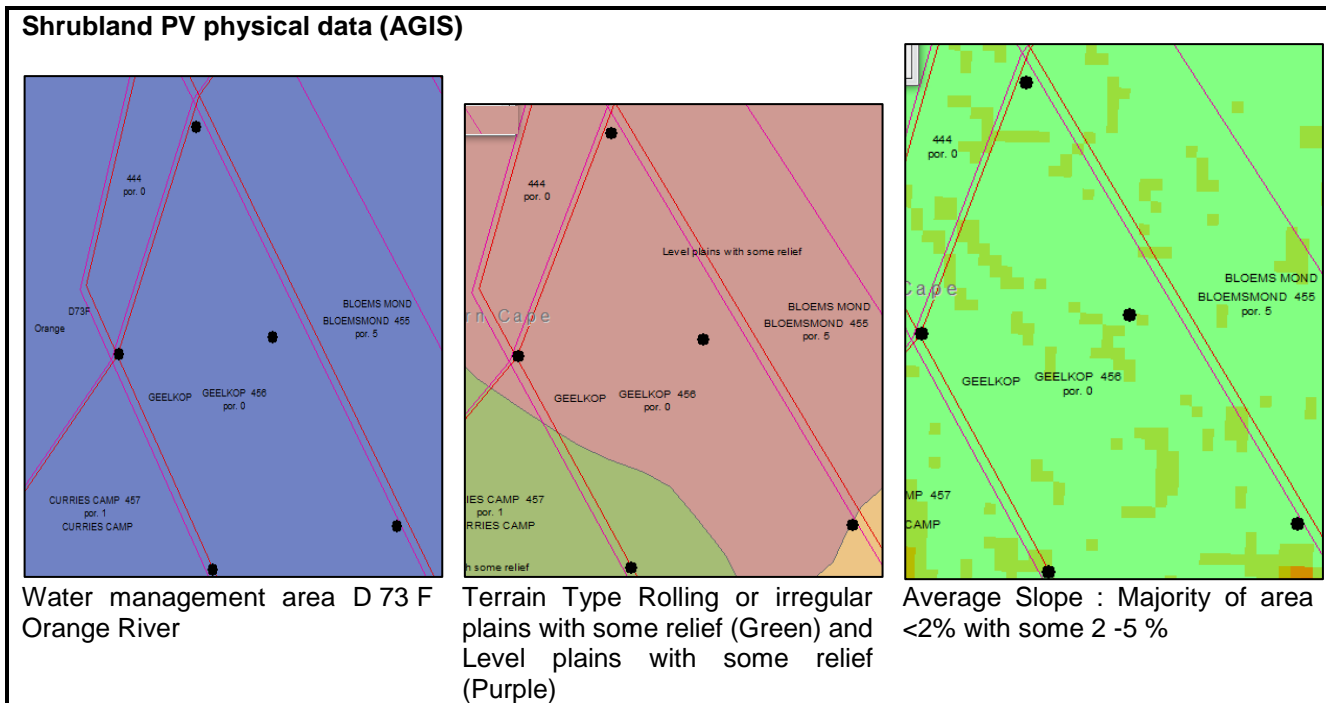 Shrubland PV physical data (AGIS)
444
por. 0
D73F
Orange
BLOEMS MOND
BLOEMSMOND 455
por. 5
GEELKOP
GEELKOP 456
por. 0
CURRIES CAMP 457
por. 1
CURRIES CAMP
Water management area D 73 F
Orange River
444
por. 0
Level plains with some relief
rn Cape
BLOEMS MOND
BLOEMSMOND 455
por. 5
GEELKOP
GEELKOP 456
por. 0
IES CAMP 457
por. 1
RRIES CAMP
h some relief
Terrain Type Rolling or irregular
plains with some relief (Green) and
Level plains with some relief
(Purple)
444
por. 0
Cape
BLOEMS MOND
BLOEMSMOND 455
por. 5
GEELKOP
GEELKOP 456
por. 0
MP 457
CAMP
Average Slope : Majority of area
<2% with some 2 -5 %